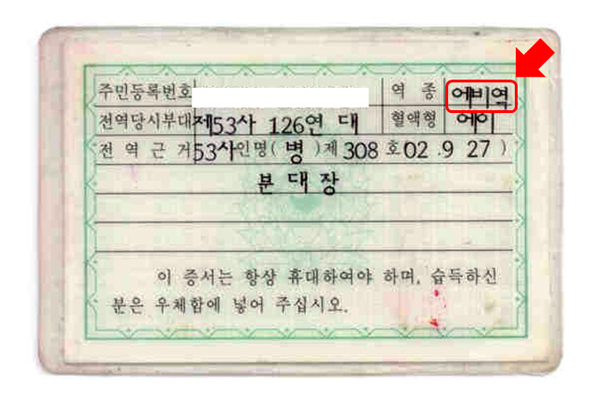 주민등록번호 역 종 예비역
전역당시부대 제53사 126연 대 혈액형 에이
전 역 근 거 53사인명( 병 )제 308 호 02 .9 27 )
분 대 장
이 증서는 항상 휴대하여야 하며, 습득하신
분은 우체함에 넣어 주십시오.